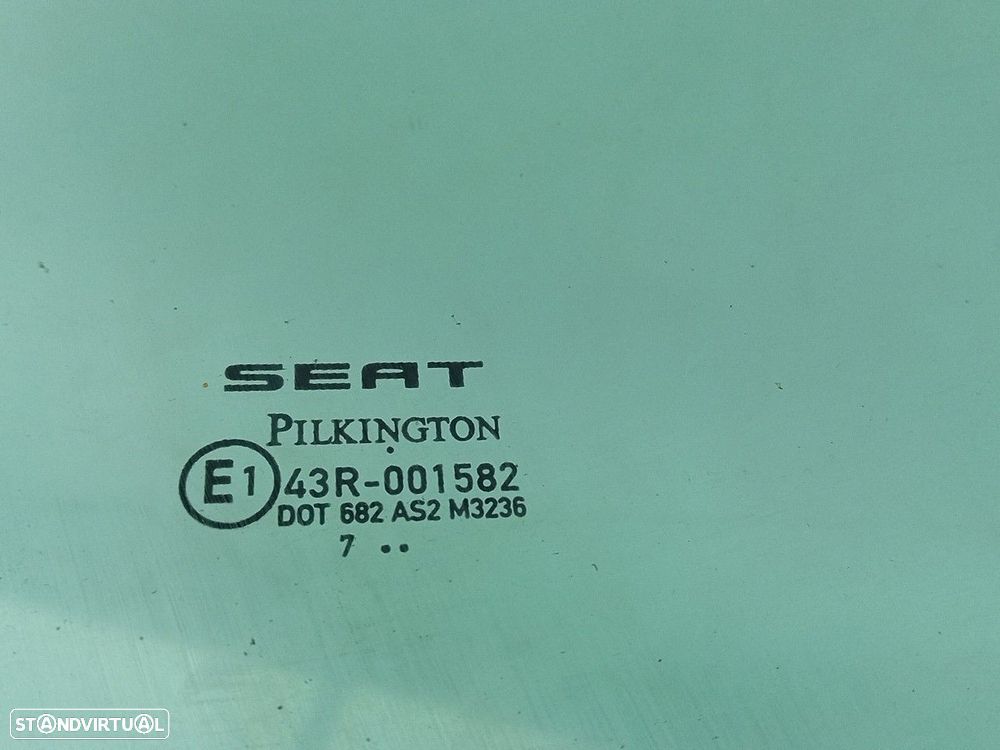 SEAT
PILKINGTON
E1 43R-001582
DOT 682 AS2 M3236
7 ..
STANDVIRTUAL